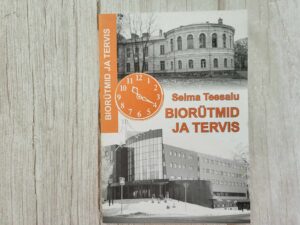 BIORÜTMID JA TERVIS
Selma Teesalu
BIORÜTMID
JA TERVIS